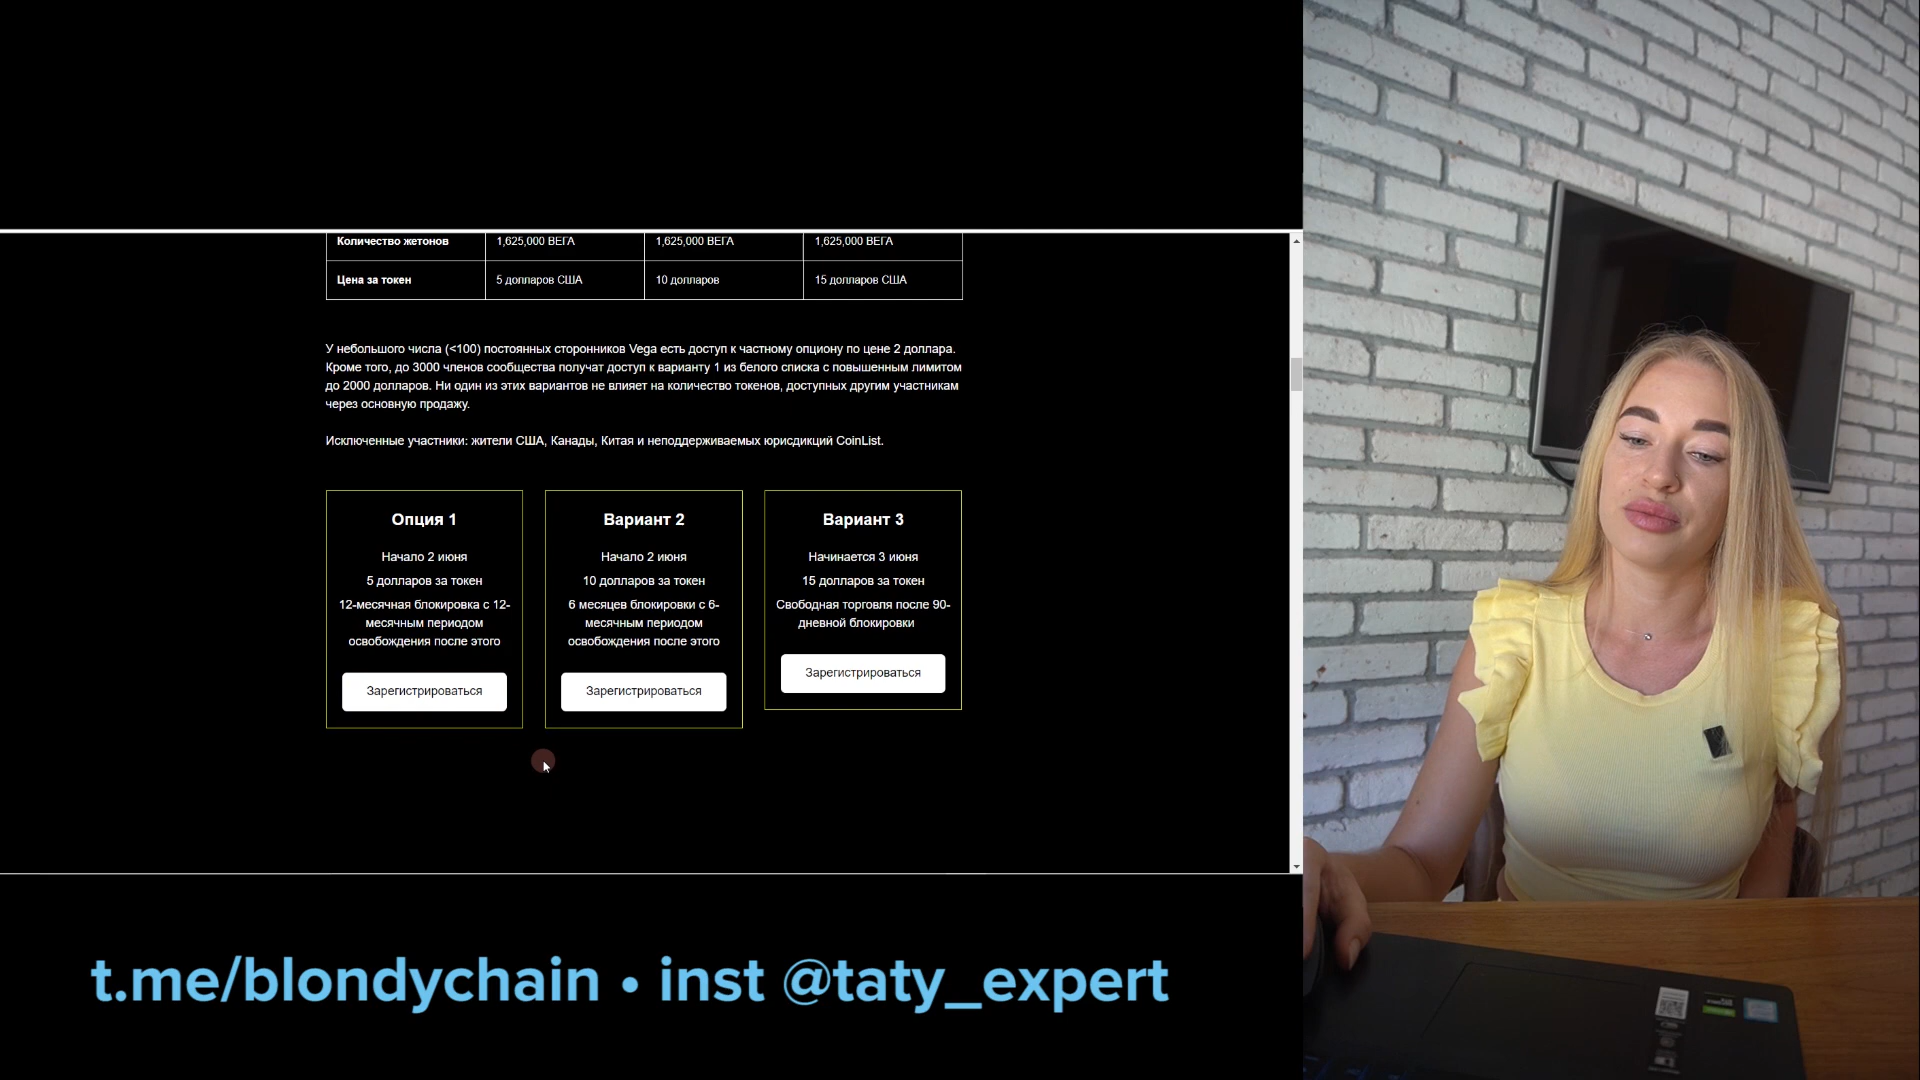 Количество жетонов 1,625,000 ВЕГА 1,625,000 ВЕГА 1,625,000 ВЕГА
Цена за токен 5 долларов США 10 долларов 15 долларов США
У небольшого числа (<100) постоянных сторонников Vega есть доступ к частному опциону по цене 2 доллара.
Кроме того, до 3000 членов сообщества получат доступ к варианту 1 из белого списка с повышенным лимитом
до 2000 долларов. Ни один из этих вариантов не влияет на количество токенов, доступных другим участникам
через основную продажу.
Исключенные участники: жители США, Канады, Китая и неподдерживаемых юрисдикций CoinList.
Опция 1
Начало 2 июня
5 долларов за токен
12-месячная блокировка с 12-
месячным периодом
освобождения после этого
Зарегистрироваться
Вариант 2
Начало 2 июня
10 долларов за токен
6 месяцев блокировки с 6-
месячным периодом
освобождения после этого
Зарегистрироваться
Вариант 3
Начинается 3 июня
15 долларов за токен
Свободная торговля после 90-
дневной блокировки
Зарегистрироваться
t.me/blondychain • inst @taty_expert